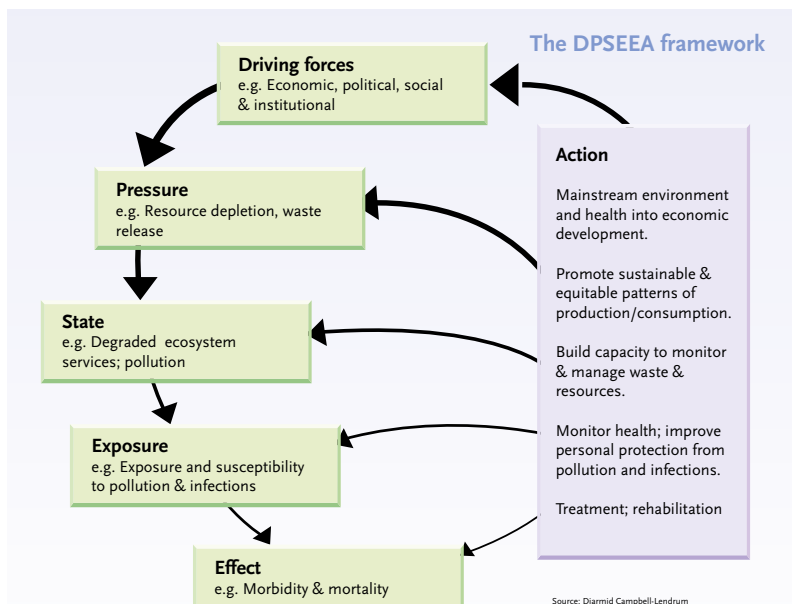 The DPSEEA framework
Driving forces
e.g. Economic, political, social
& institutional
Pressure
e.g. Resource depletion, waste
release
State
e.g. Degraded ecosystem
services; pollution
Exposure
e.g. Exposure and susceptibility
to pollution & infections
Effect
e.g. Morbidity & mortality
Action
Mainstream environment
and health into economic
development.
Promote sustainable &
equitable patterns of
production/consumption.
Build capacity to monitor
& manage waste &
resources.
Monitor health; improve
personal protection from
pollution and infections.
Treatment; rehabilitation
Source: Diarmid Campbell-Lendrum